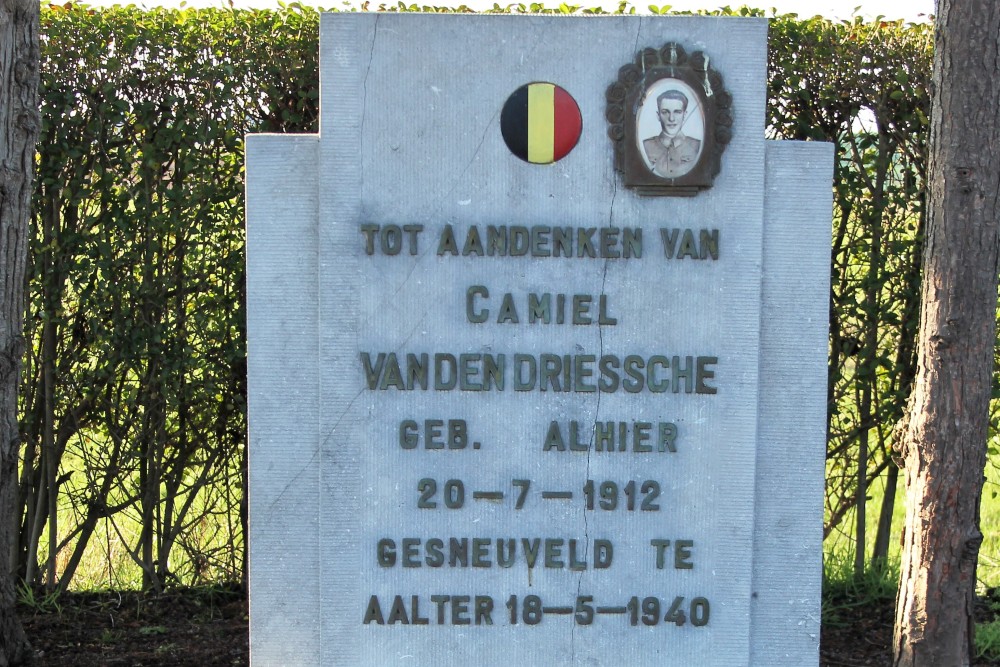 TOT AANDENKEN VAN
CAMIEL
VANDENDRIESSCHE
GEB. ALHIER
20-7-1912
GESNEUVELD TE
AALTER 18-5-1940